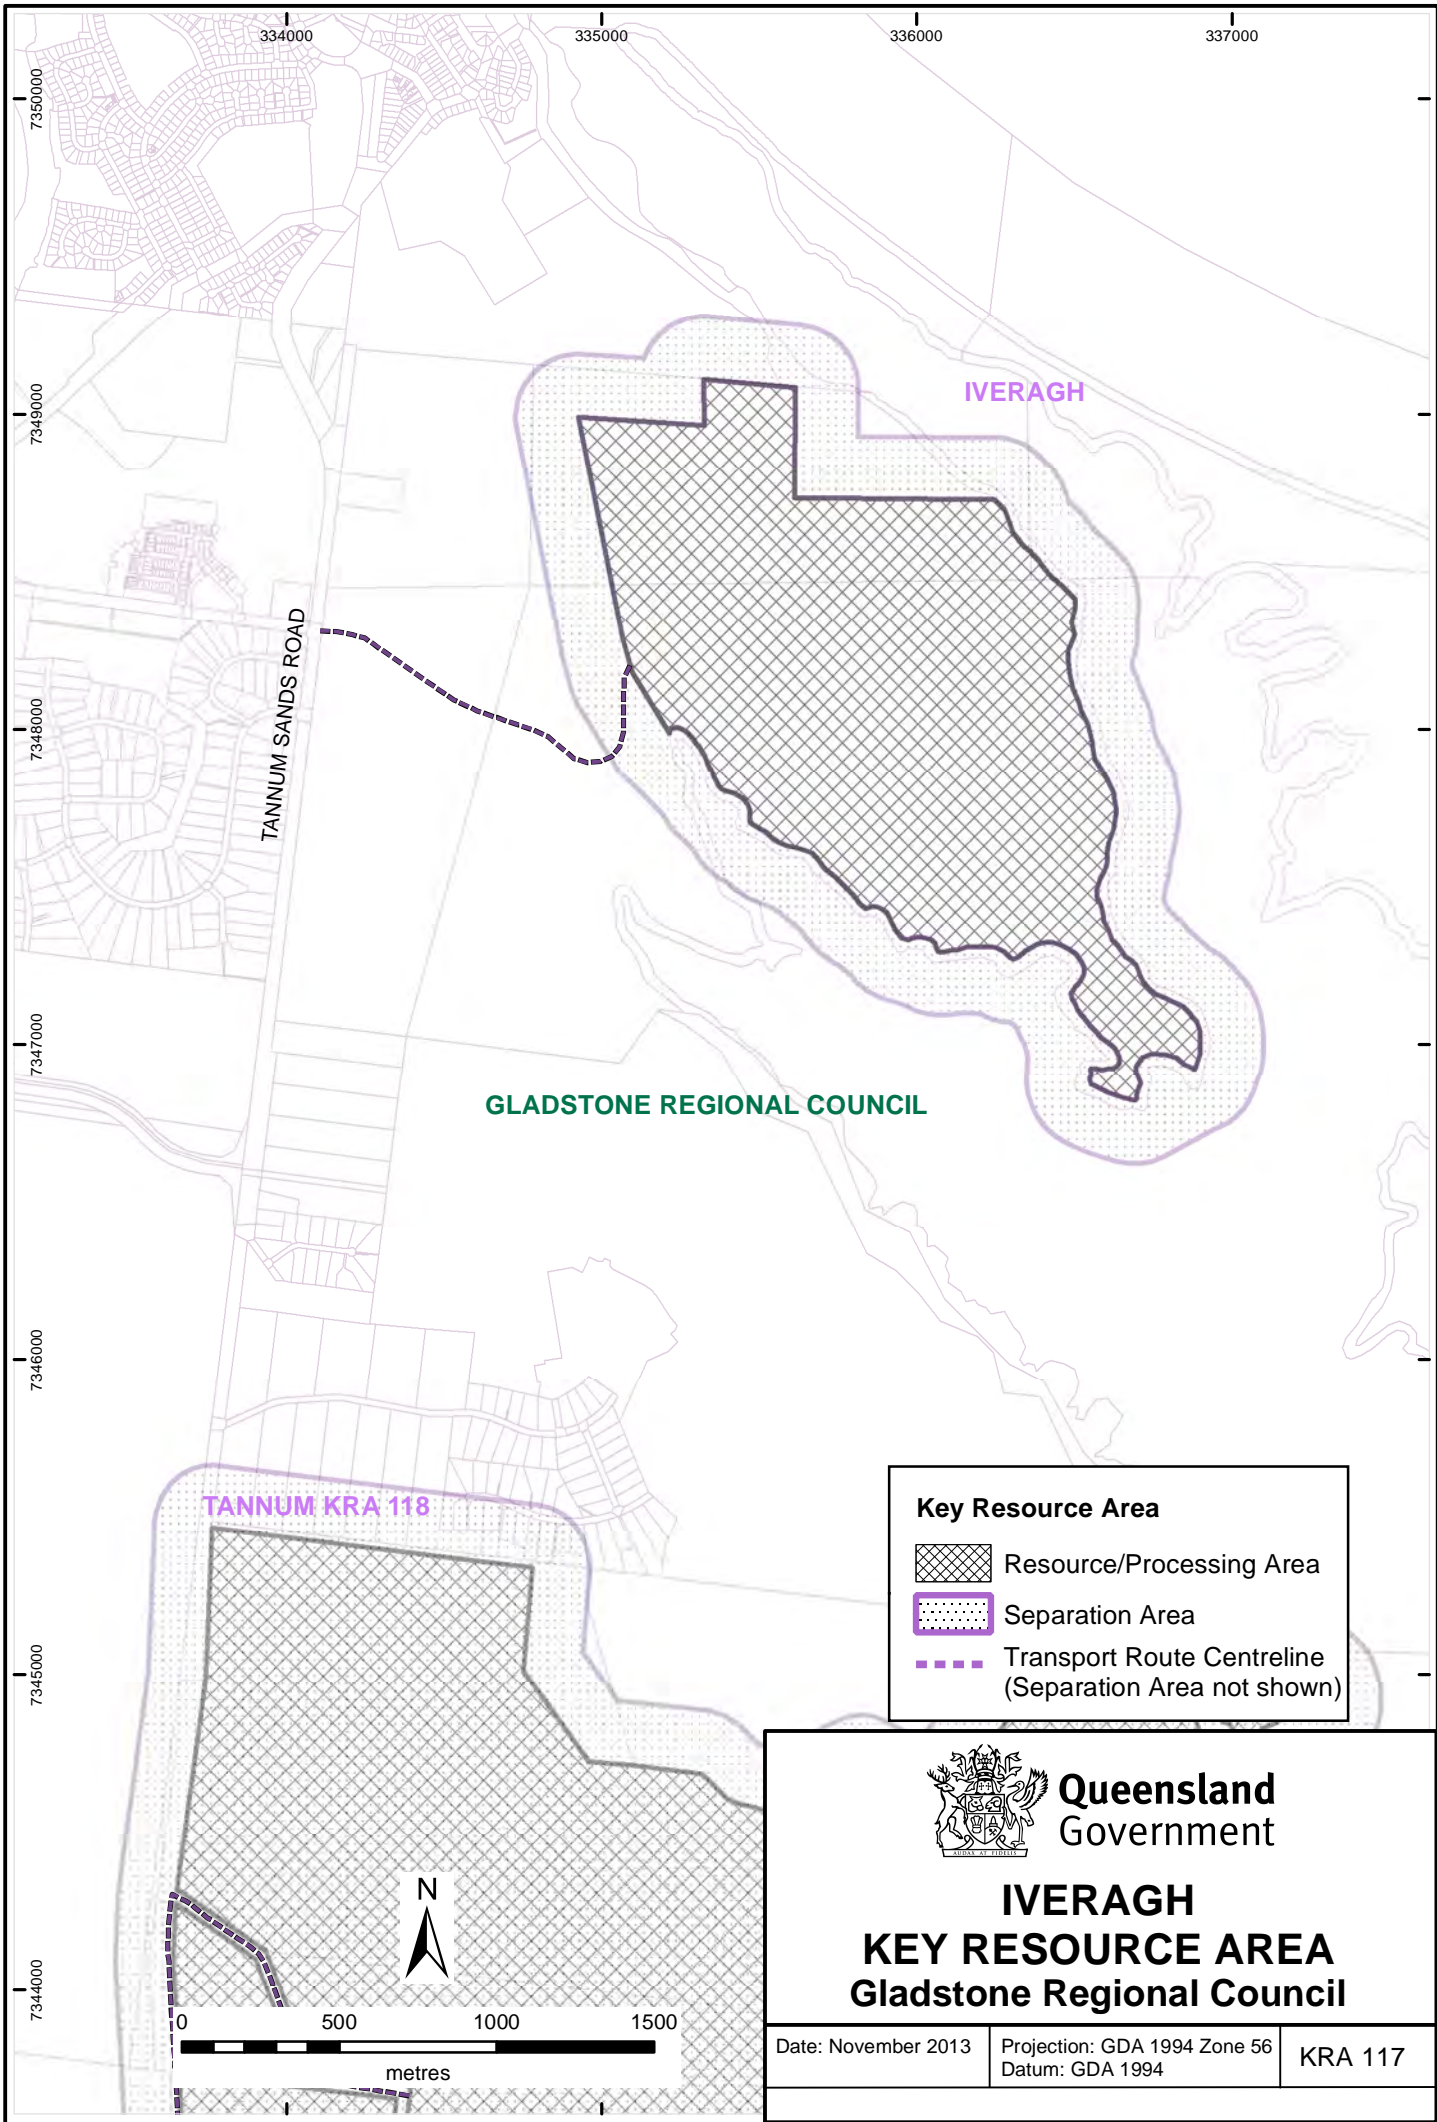 334000
335000
336000
337000
7350000
7349000
7348000
7347000
7346000
7345000
7344000
IVERAGH
TANNUM SANDS ROAD
GLADSTONE REGIONAL COUNCIL
TANNUM KRA 118
Key Resource Area
Resource/Processing Area
Separation Area
Transport Route Centreline
(Separation Area not shown)
N
0 500 1000 1500
metres
AUDAX AT FIDELIS
Queensland
Government
IVERAGH
KEY RESOURCE AREA
Gladstone Regional Council
Date: November 2013
Projection: GDA 1994 Zone 56
Datum: GDA 1994
KRA 117